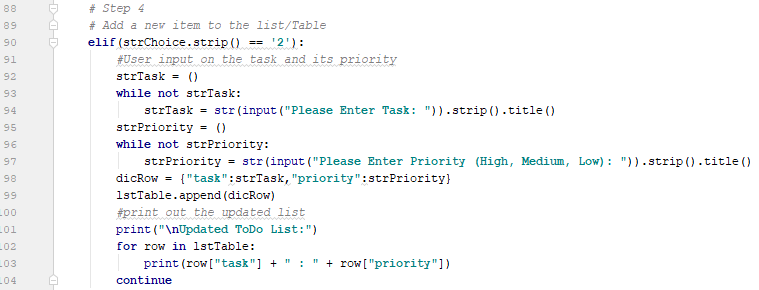 88 # Step 4
89 # Add a new item to the list/Table
90 elif(strChoice.strip() == '2'):
91 #User input on the task and its priority
92 strTask = ()
93 while not strTask:
94 strTask = str(input("Please Enter Task: ")).strip().title()
95 strPriority = ()
96 while not strPriority:
97 strPriority = str(input("Please Enter Priority (High, Medium, Low): ")).strip().title()
98 dicRow = {"task":strTask,"priority":strPriority}
99 lstTable.append(dicRow)
100 #print out the updated list
101 print("\nUpdated ToDo List:")
102 for row in lstTable:
103 print(row["task"] + " : " + row["priority"])
104 continue